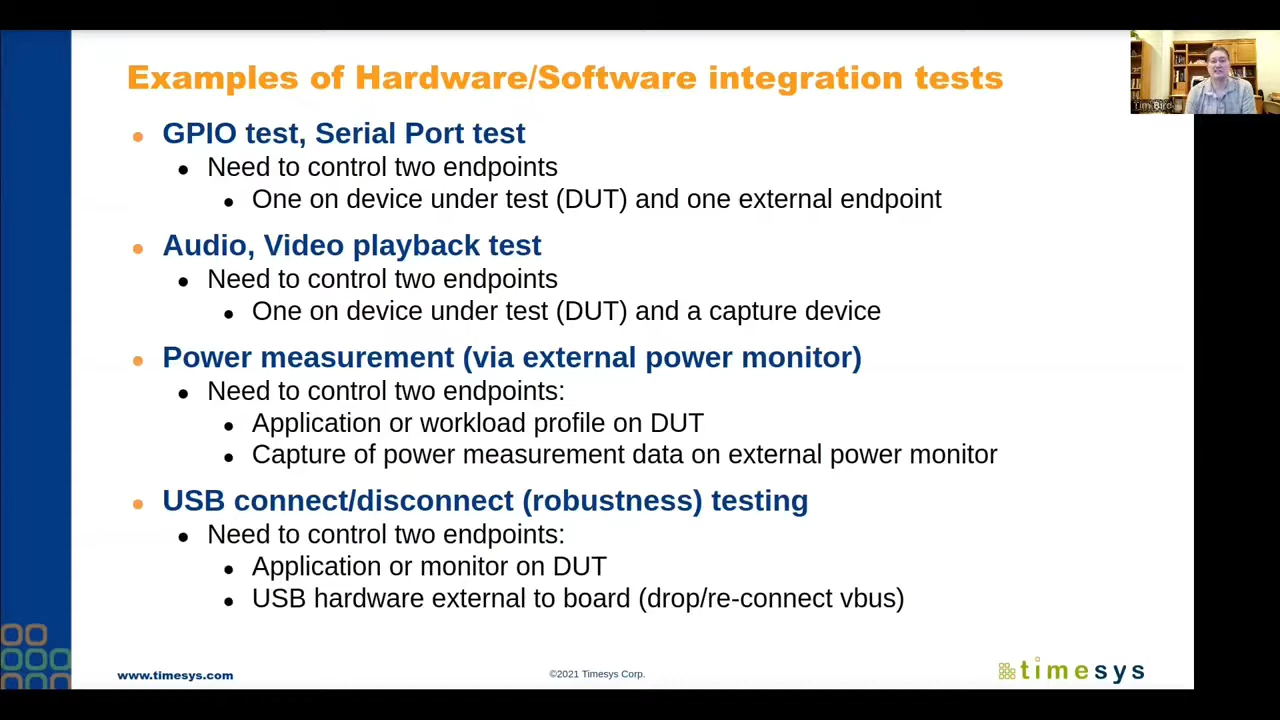 Examples of Hardware/Software integration tests
Tim Bird
• GPIO test, Serial Port test
• Need to control two endpoints
• One on device under test (DUT) and one external endpoint
• Audio, Video playback test
• Need to control two endpoints
• One on device under test (DUT) and a capture device
• Power measurement (via external power monitor)
• Need to control two endpoints:
• Application or workload profile on DUT
• Capture of power measurement data on external power monitor
• USB connect/disconnect (robustness) testing
• Need to control two endpoints:
• Application or monitor on DUT
• USB hardware external to board (drop/re-connect vbus)
www.timesys.com
©2021 Timesys Corp.
timesys